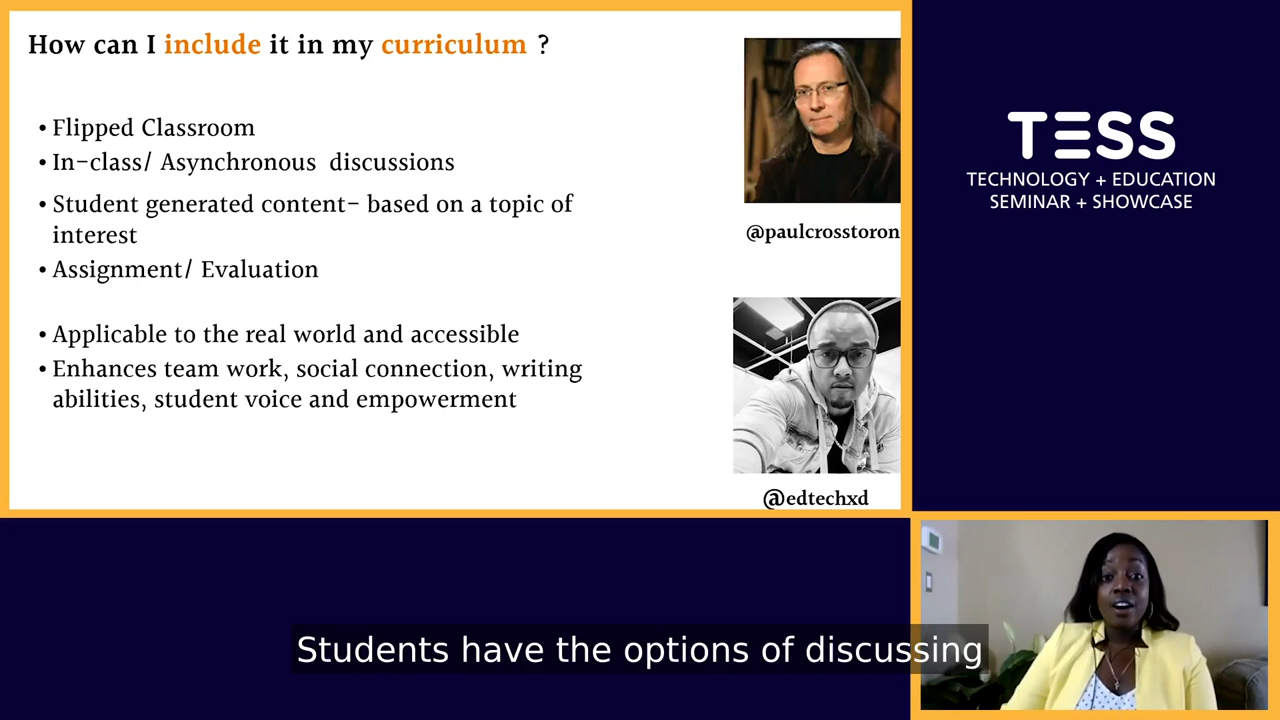 How can I include it in my curriculum ?
• Flipped Classroom
• In-class/ Asynchronous discussions
• Student generated content- based on a topic of
interest
• Assignment/ Evaluation
• Applicable to the real world and accessible
• Enhances team work, social connection, writing
abilities, student voice and empowerment
@paulcrosstoron
@edtechxd
TESS
TECHNOLOGY + EDUCATION
SEMINAR + SHOWCASE
Students have the options of discussing